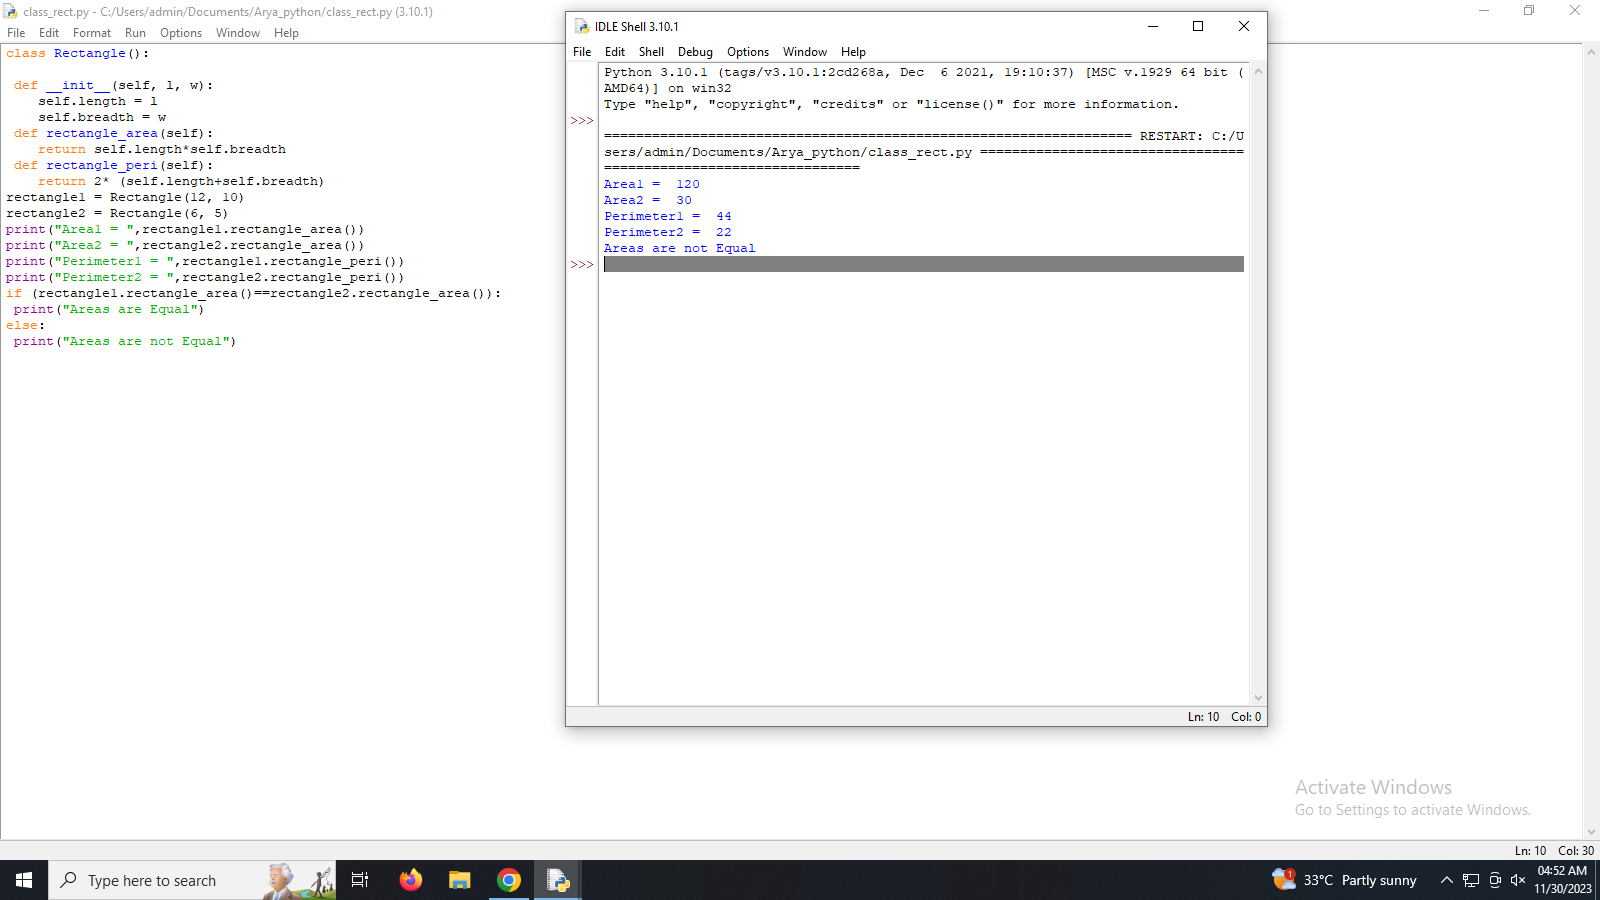 class_rect.py - C:/Users/admin/Documents/Arya_python/class_rect.py (3.10.1)
File Edit Format Run Options Window Help
class Rectangle():
def __init__(self, l, w):
self.length = l
self.breadth = w
def rectangle_area(self):
return self.length*self.breadth
def rectangle_peri(self):
return 2* (self.length+self.breadth)
rectangle1 = Rectangle(12, 10)
rectangle2 = Rectangle(6, 5)
print("Area1 = ",rectangle1.rectangle_area())
print("Area2 = ",rectangle2.rectangle_area())
print("Perimeter1 = ",rectangle1.rectangle_peri())
print("Perimeter2 = ",rectangle2.rectangle_peri())
if (rectangle1.rectangle_area()==rectangle2.rectangle_area()):
print("Areas are Equal")
else:
print("Areas are not Equal")
IDLE Shell 3.10.1
File Edit Shell Debug Options Window Help
Python 3.10.1 (tags/v3.10.1:2cd268a, Dec  6 2021, 19:10:37) [MSC v.1929 64 bit (
AMD64)] on win32
Type "help", "copyright", "credits" or "license()" for more information.
>>>
================================================================== RESTART: C:/U
sers/admin/Documents/Arya_python/class_rect.py =================================
================================
Area1 =  120
Area2 =  30
Perimeter1 =  44
Perimeter2 =  22
Areas are not Equal
>>>
Ln: 10 Col: 0
Activate Windows
Go to Settings to activate Windows.
Ln: 10 Col: 30
Type here to search
1
33°C Partly sunny
04:52 AM
11/30/2023